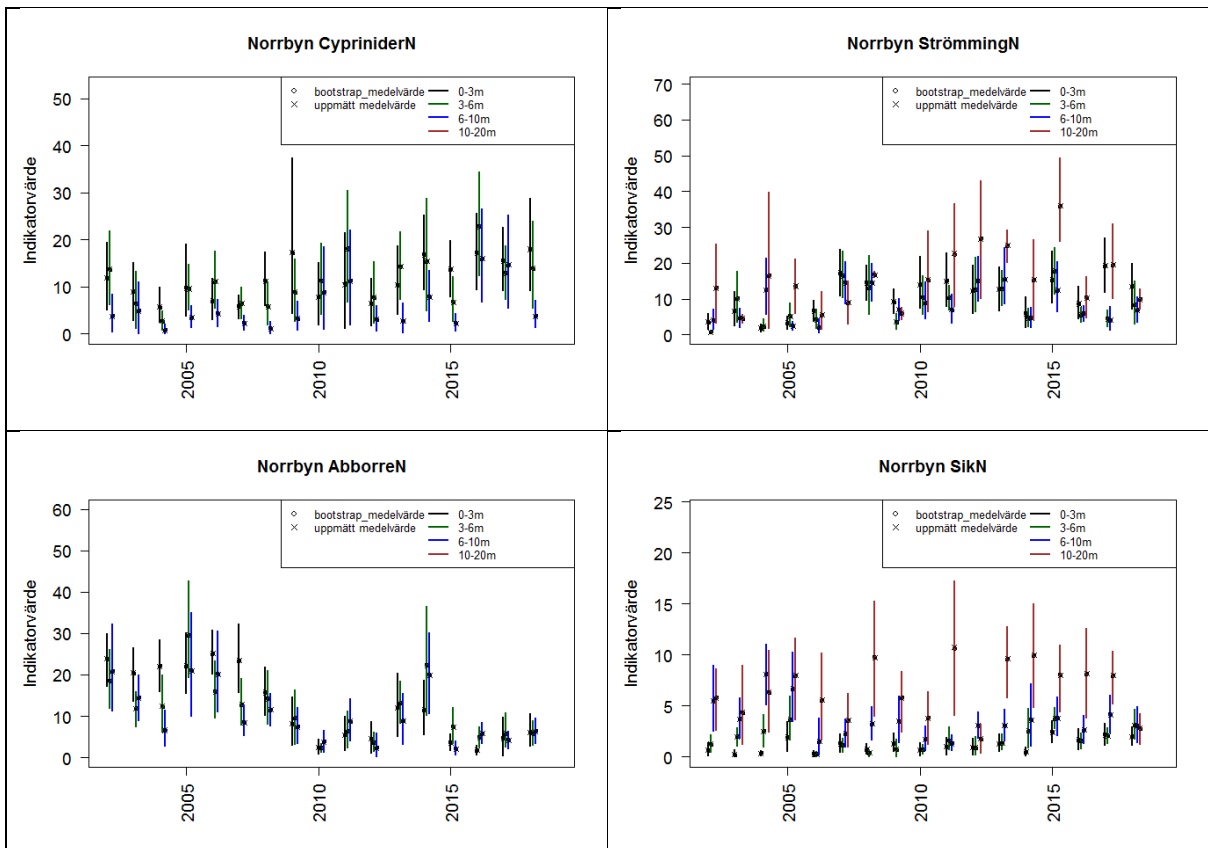 Norrbyn CypriniderN
Indikatorvärde
50
40
30
20
10
0
bootstrap_medelvärde
uppmätt medelvärde
0-3m
3-6m
6-10m
10-20m
2005
2010
2015
Norrbyn StrömmingN
Indikatorvärde
70
60
50
40
30
20
10
0
bootstrap_medelvärde
uppmätt medelvärde
0-3m
3-6m
6-10m
10-20m
2005
2010
2015
Norrbyn AbborreN
Indikatorvärde
60
50
40
30
20
10
0
bootstrap_medelvärde
uppmätt medelvärde
0-3m
3-6m
6-10m
10-20m
2005
2010
2015
Norrbyn SikN
Indikatorvärde
25
20
15
10
5
0
bootstrap_medelvärde
uppmätt medelvärde
0-3m
3-6m
6-10m
10-20m
2005
2010
2015